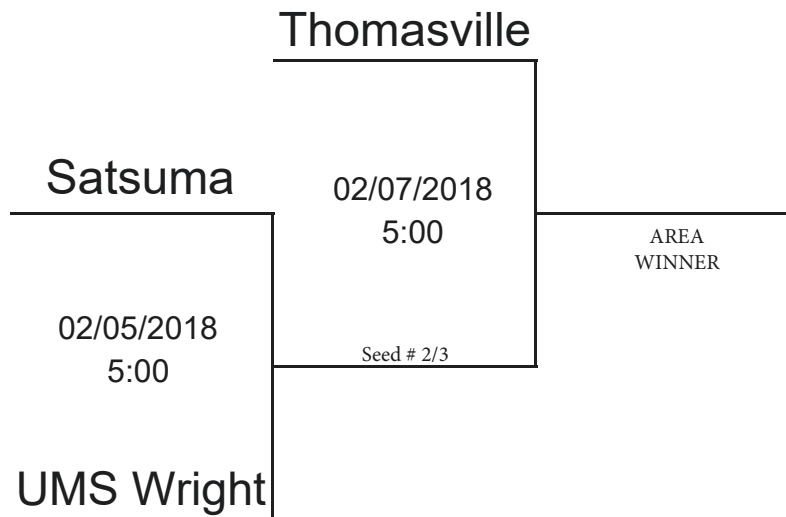 Thomasville
Satsuma
02/07/2018
5:00
AREA
WINNER
02/05/2018
5:00
Seed # 2/3
UMS Wright